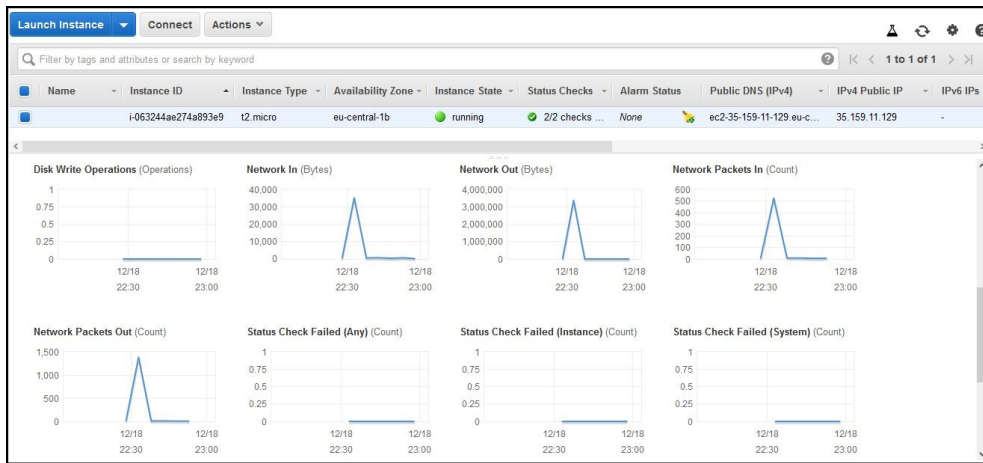 Launch Instance Connect Actions
Filter by tags and attributes or search by keyword 1 to 1 of 1
Name Instance ID Instance Type Availability Zone Instance State Status Checks Alarm Status Public DNS (IPv4) IPv4 Public IP IPv6 IPs
i-063244ae274a893e9 t2.micro eu-central-1b running 2/2 checks ... None ec2-35-159-11-129.eu-c... 35.159.11.129 -
Disk Write Operations (Operations) Network In (Bytes) Network Out (Bytes) Network Packets In (Count)
1 40,000 4,000,000 600
0.75 30,000 3,000,000 500
0.5 20,000 2,000,000 400
0.25 10,000 1,000,000 300
0 0 0 200
100
0
12/18 12/18 12/18 12/18 12/18 12/18 12/18 12/18
22:30 23:00 22:30 23:00 22:30 23:00 22:30 23:00
Network Packets Out (Count) Status Check Failed (Any) (Count) Status Check Failed (Instance) (Count) Status Check Failed (System) (Count)
1,500 1 1 1
1,000 0.75 0.75 0.75
500 0.5 0.5 0.5
0 0.25 0.25 0.25
0 0 0
12/18 12/18 12/18 12/18 12/18 12/18 12/18 12/18
22:30 23:00 22:30 23:00 22:30 23:00 22:30 23:00